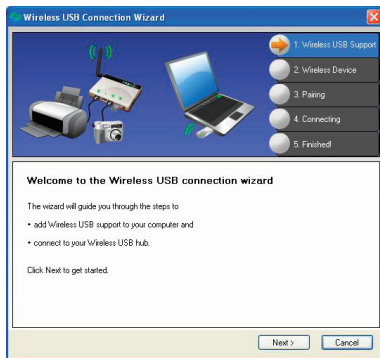 Wireless USB Connection Wizard
1. Wireless USB Support
2. Wireless Device
3. Pairing
4. Connecting
5. Finished!
Welcome to the Wireless USB connection wizard
The wizard will guide you through the steps to
• add Wireless USB support to your computer and
• connect to your Wireless USB hub.
Click Next to get started.
Next >
Cancel